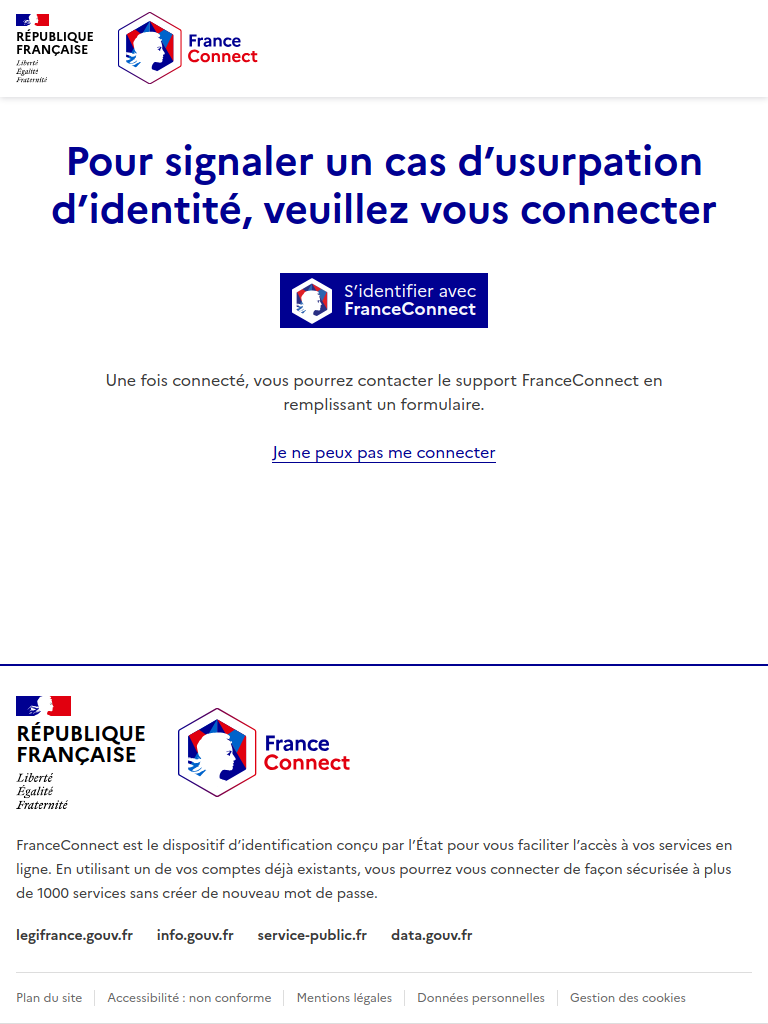 RÉPUBLIQUE
FRANÇAISE
Liberté
Égalité
Fraternité
France
Connect
Pour signaler un cas d’usurpation
d’identité, veuillez vous connecter
S’identifier avec
FranceConnect
Une fois connecté, vous pourrez contacter le support FranceConnect en
remplissant un formulaire.
Je ne peux pas me connecter
RÉPUBLIQUE
FRANÇAISE
Liberté
Égalité
Fraternité
France
Connect
FranceConnect est le dispositif d’identification conçu par l’État pour vous faciliter l’accès à vos services en
ligne. En utilisant un de vos comptes déjà existants, vous pourrez vous connecter de façon sécurisée à plus
de 1000 services sans créer de nouveau mot de passe.
legifrance.gouv.fr info.gouv.fr service-public.fr data.gouv.fr
Plan du site Accessibilité : non conforme Mentions légales Données personnelles Gestion des cookies